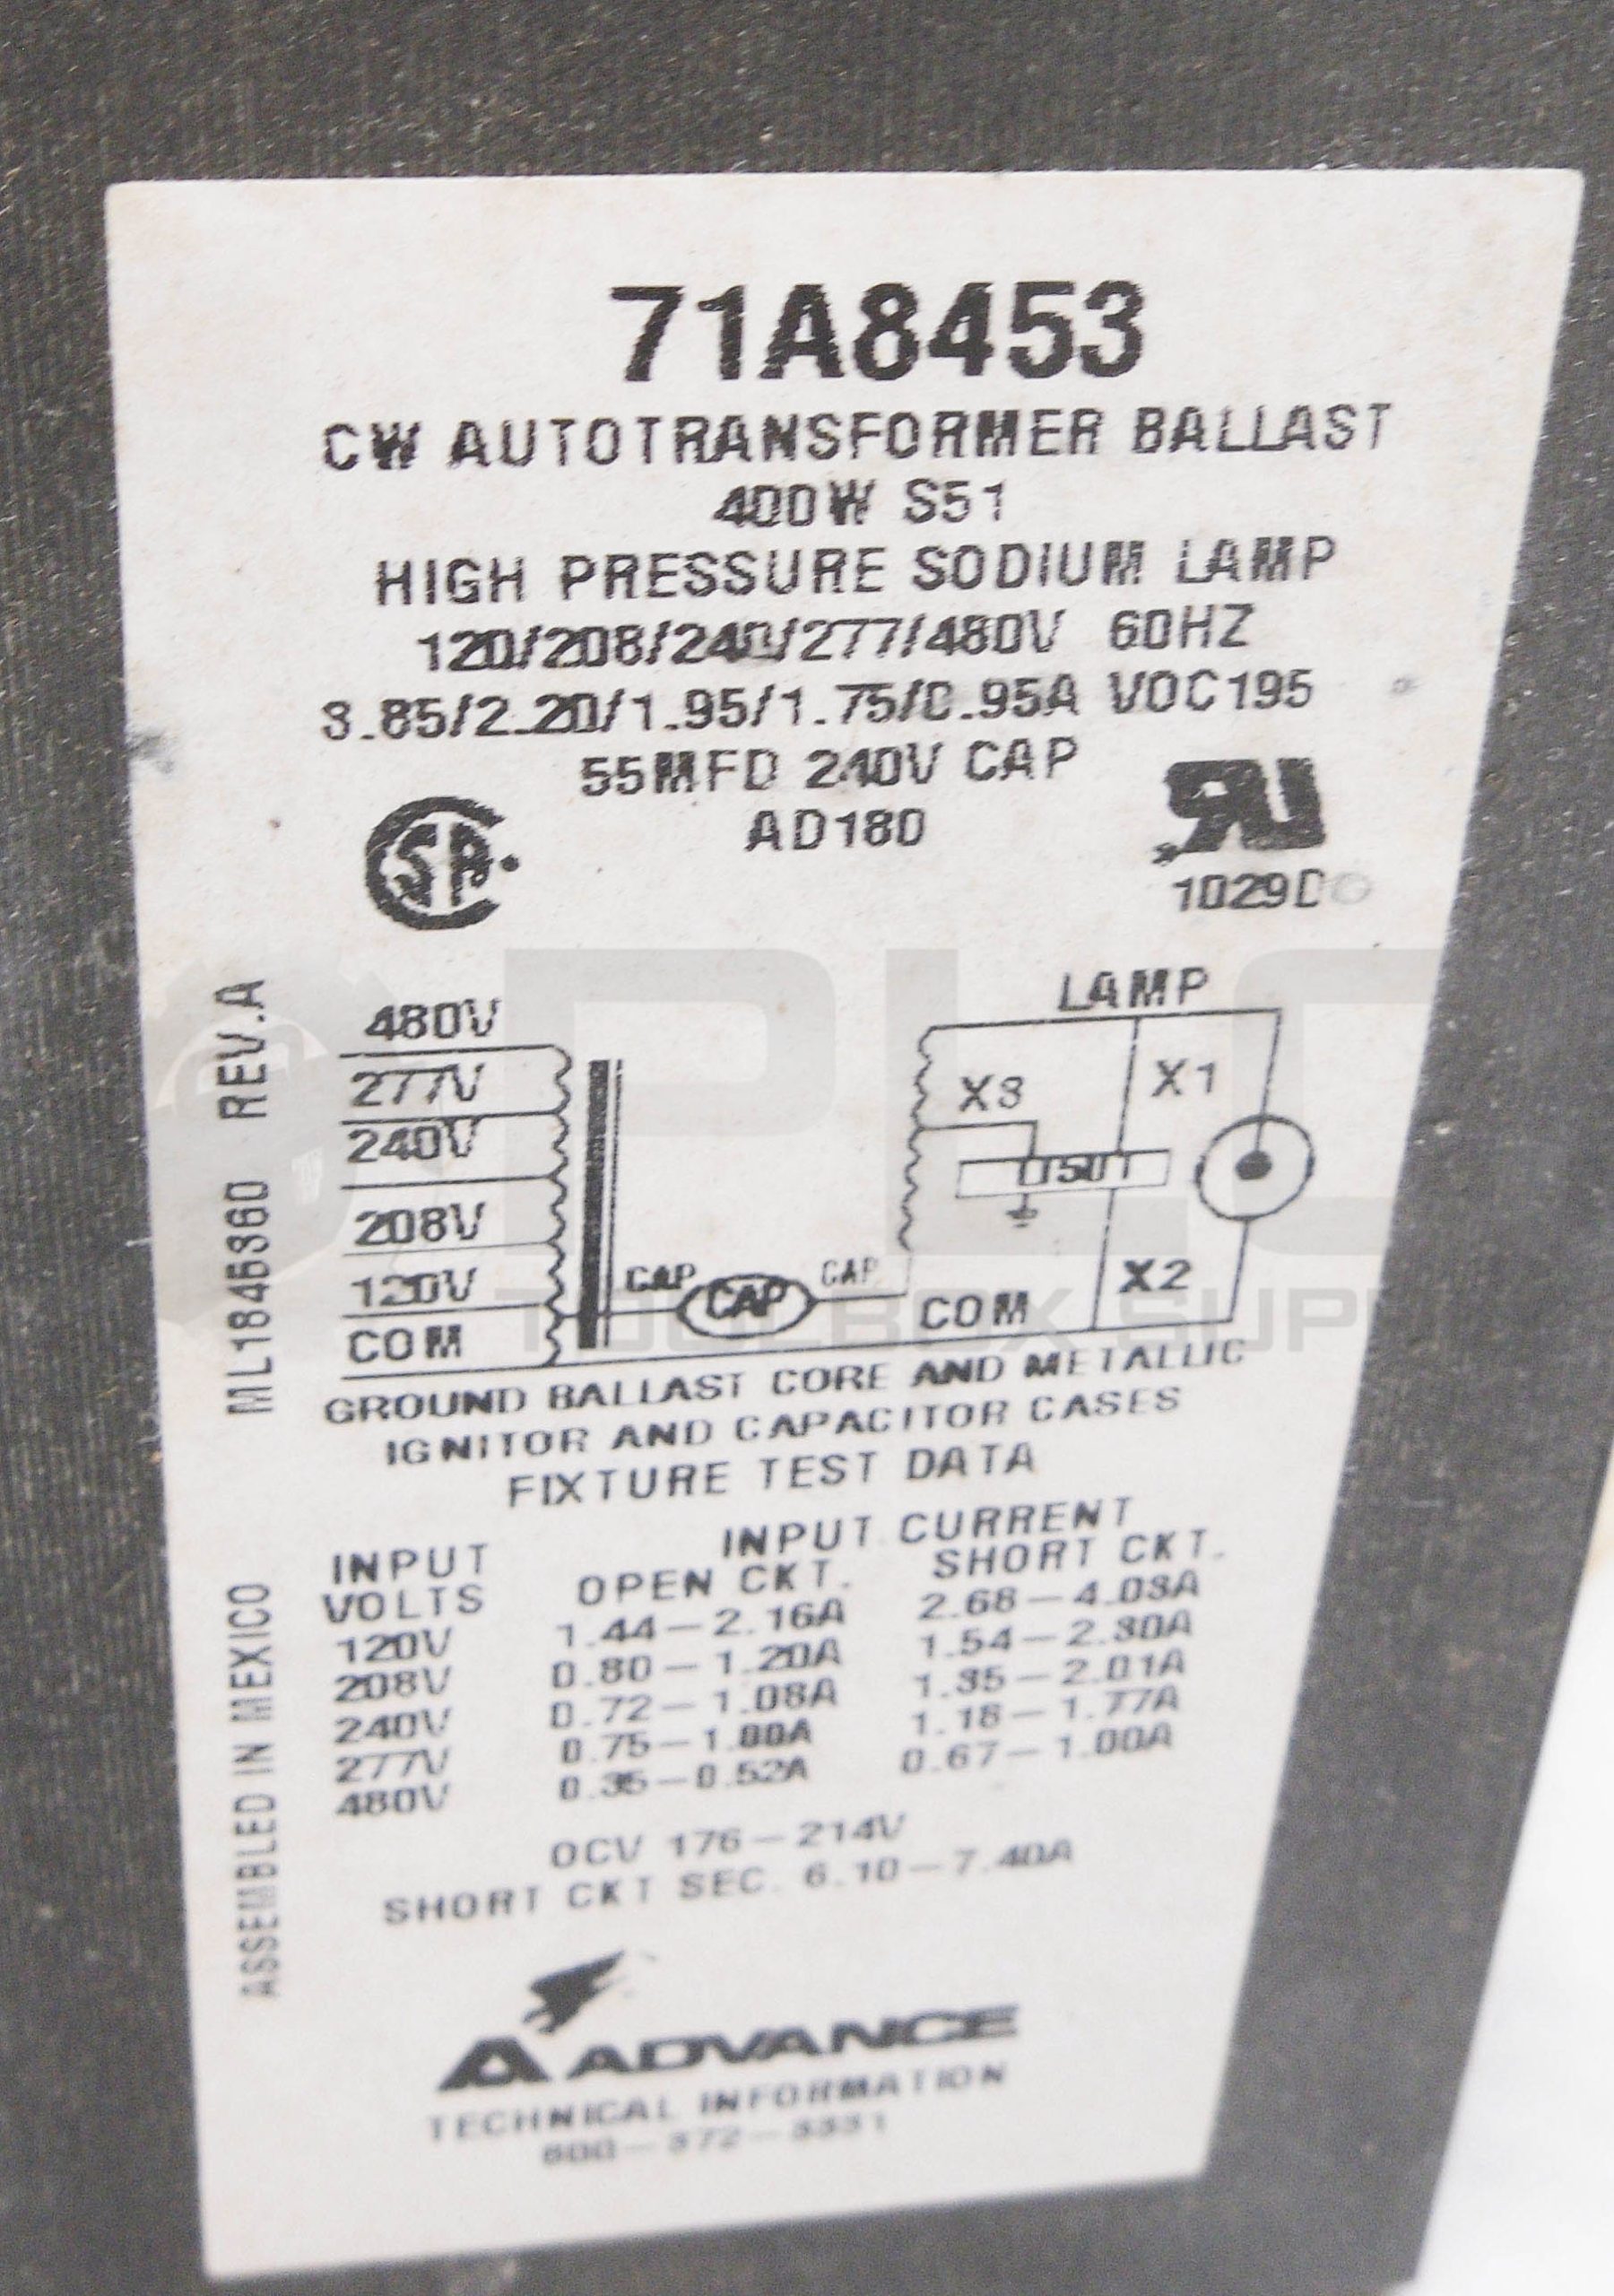 71A8453
CW AUTOTRANSFORMER BALLAST
400W S51
HIGH PRESSURE SODIUM LAMP
120/208/240/277/480V 60HZ
3.85/2.20/1.95/1.75/0.95A VOC195
55MFD 240V CAP
AD180
1029D
ML184636O REV.A
480V
277V
240V
208V
120V
COM
CAP
CAP
CAP
LAMP
X3
X1
X2
COM
GROUND BALLAST CORE AND METALLIC
IGNITOR AND CAPACITOR CASES
FIXTURE TEST DATA
INPUT CURRENT
INPUT VOLTS OPEN CKT. SHORT CKT.
120V 1.44-2.16A 2.68-4.03A
208V 0.80-1.20A 1.54-2.30A
240V 0.72-1.08A 1.35-2.01A
277V 0.75-1.00A 1.18-1.77A
480V 0.35-0.52A 0.67-1.00A
OCV 176-214V
SHORT CKT SEC. 6.10-7.40A
ASSEMBLED IN MEXICO
ADVANCE
TECHNICAL INFORMATION
PLC
TOOLBOX SUP